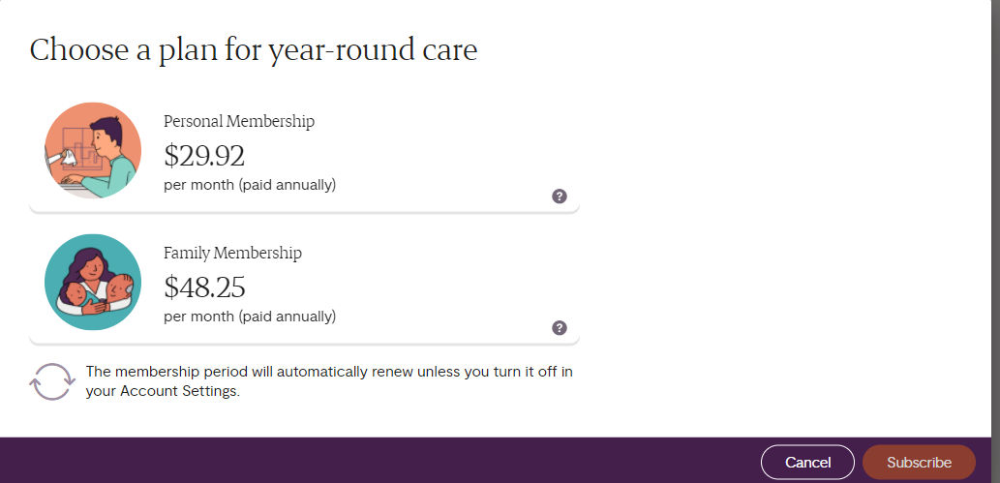 Choose a plan for year-round care
Personal Membership
$29.92
per month (paid annually)
?
Family Membership
$48.25
per month (paid annually)
?
The membership period will automatically renew unless you turn it off in
your Account Settings.
Cancel
Subscribe